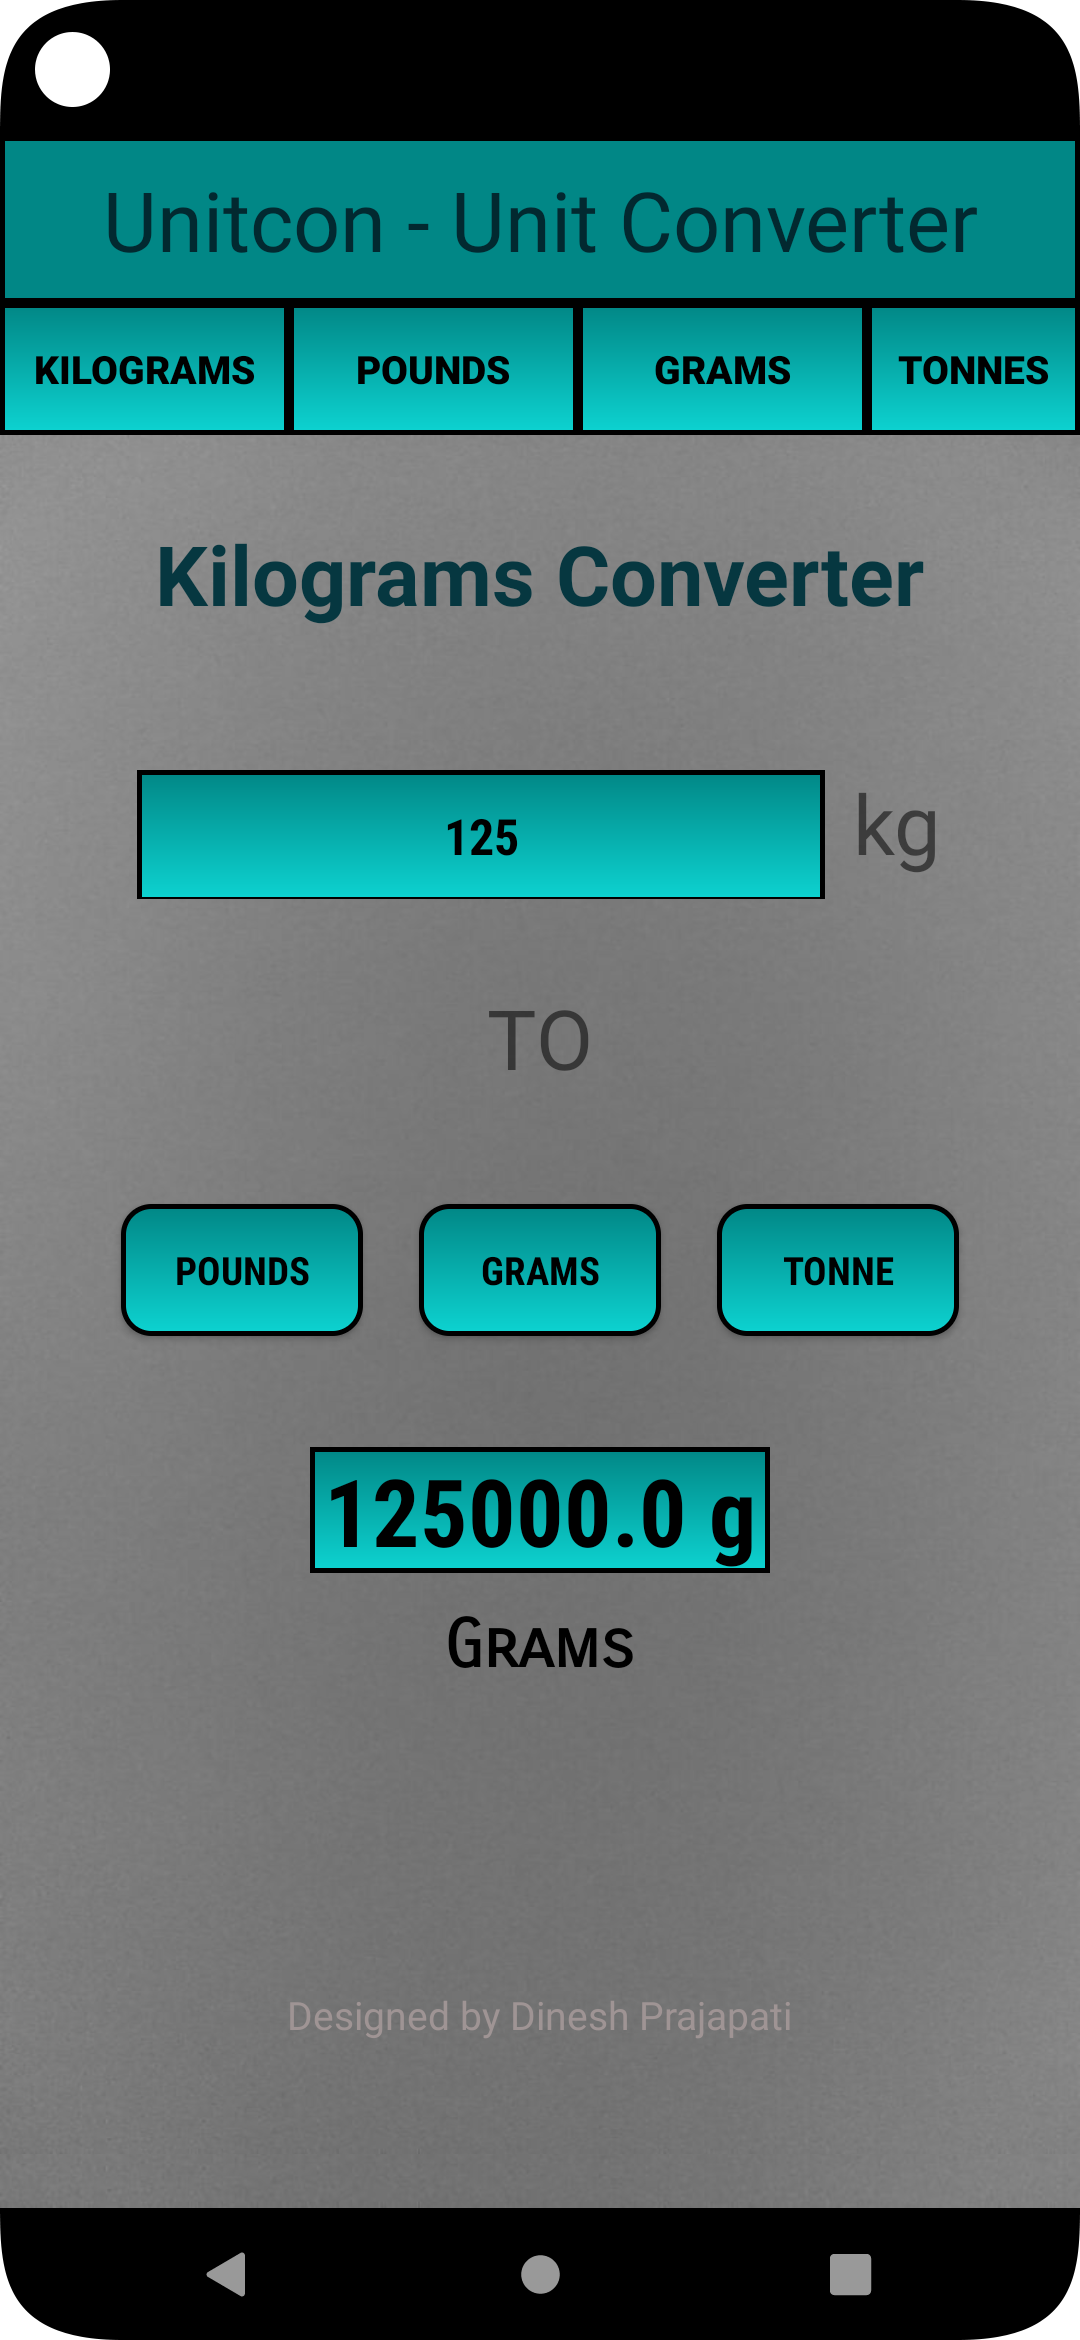 Unitcon - Unit Converter
KILOGRAMS POUNDS GRAMS TONNES
Kilograms Converter
125 kg
TO
POUNDS GRAMS TONNE
125000.0 g
Grams
Designed by Dinesh Prajapati